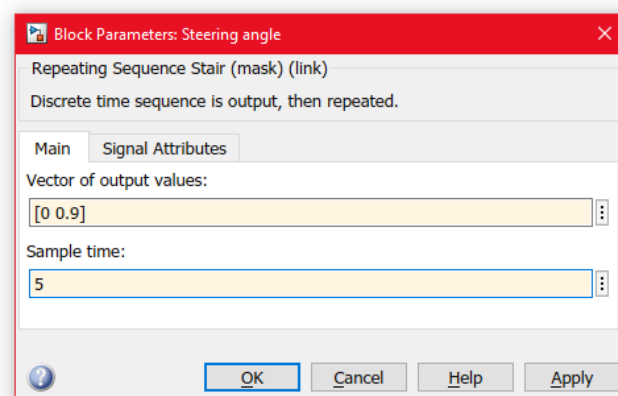 Block Parameters: Steering angle
Repeating Sequence Stair (mask) (link)
Discrete time sequence is output, then repeated.
Main Signal Attributes
Vector of output values:
[0 0.9]
Sample time:
5
? OK Cancel Help Apply